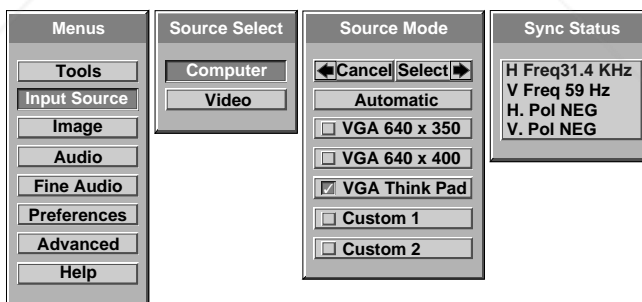 Menus
Tools
Input Source
Image
Audio
Fine Audio
Preferences
Advanced
Help
Source Select
Computer
Video
Source Mode
Cancel Select
Automatic
VGA 640 x 350
VGA 640 x 400
VGA Think Pad
Custom 1
Custom 2
Sync Status
H Freq31.4 KHz
V Freq 59 Hz
H. Pol NEG
V. Pol NEG